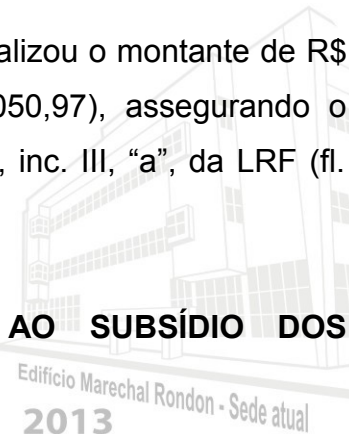 alizou o montante de R$
050,97), assegurando o
, inc. III, “a”, da LRF (fl.
AO SUBSÍDIO DOS
Edifício Marechal Rondon - Sede atual
2013